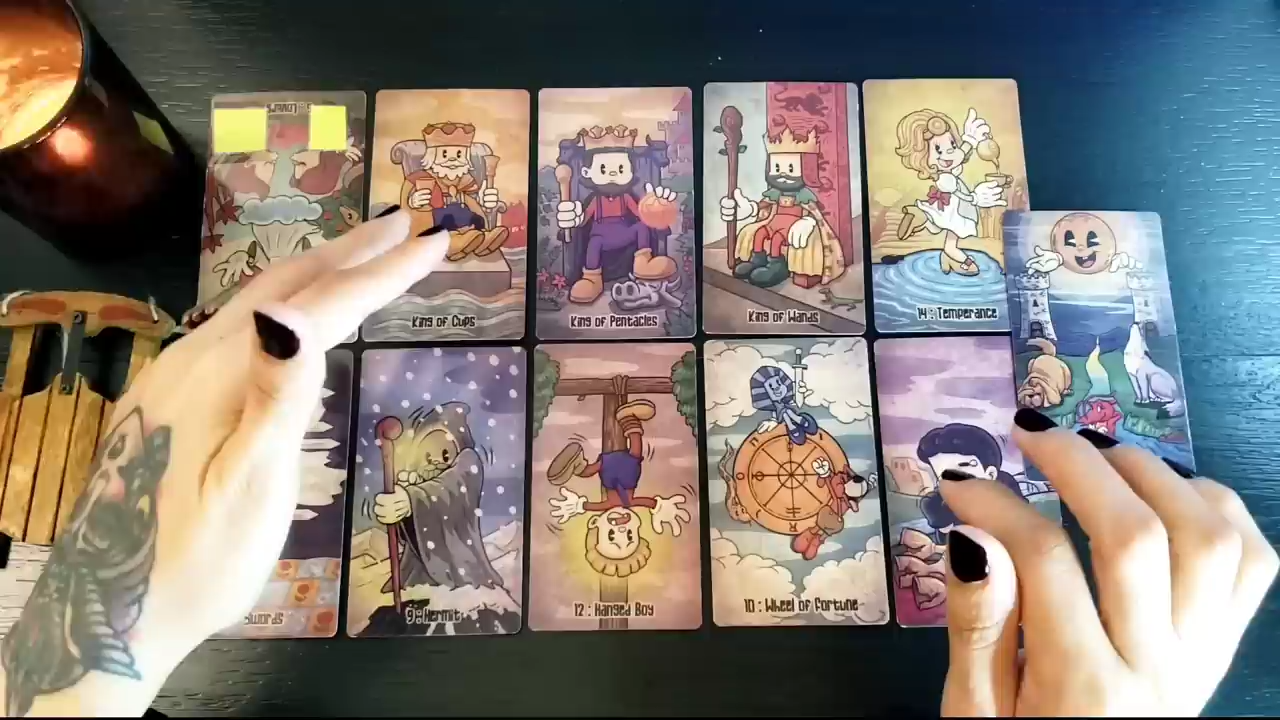 King of Cups
King of Pentacles
King of Wands
14 : Temperance
9 : Hermit
12 : Hanged Boy
10 : Wheel of Fortune